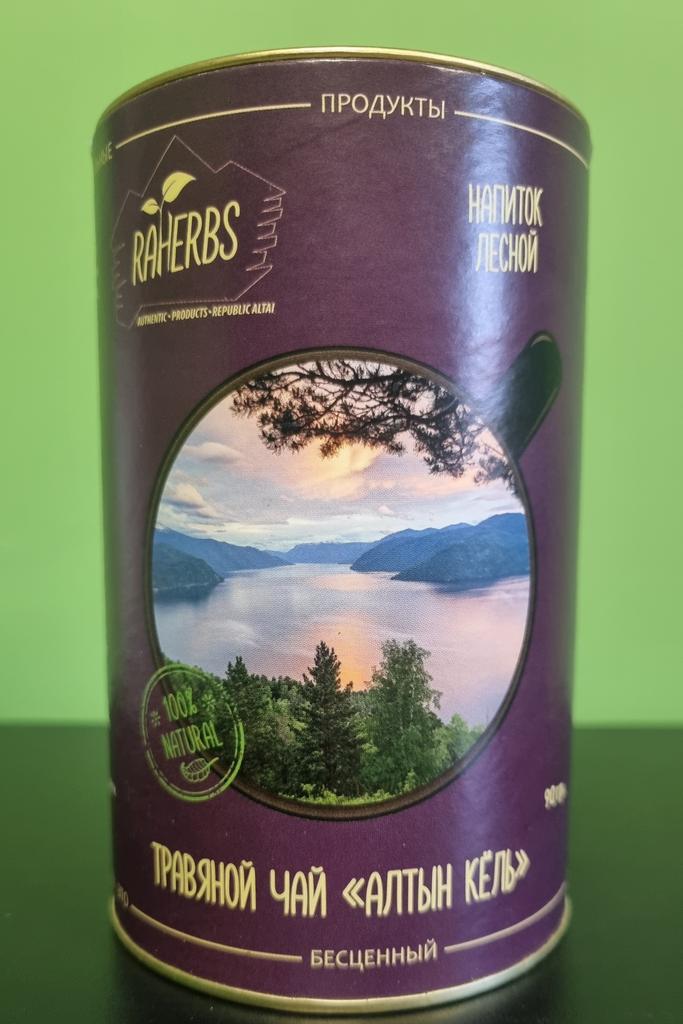 ПРОДУКТЫ
RAHERBS
AUTHENTIC • PRODUCTS • REPUBLIC ALTAI
НАПИТОК
ЛЕСНОЙ
100%
NATURAL
ТРАВЯНОЙ ЧАЙ «АЛТЫН КЁЛЬ»
БЕСЦЕННЫЙ